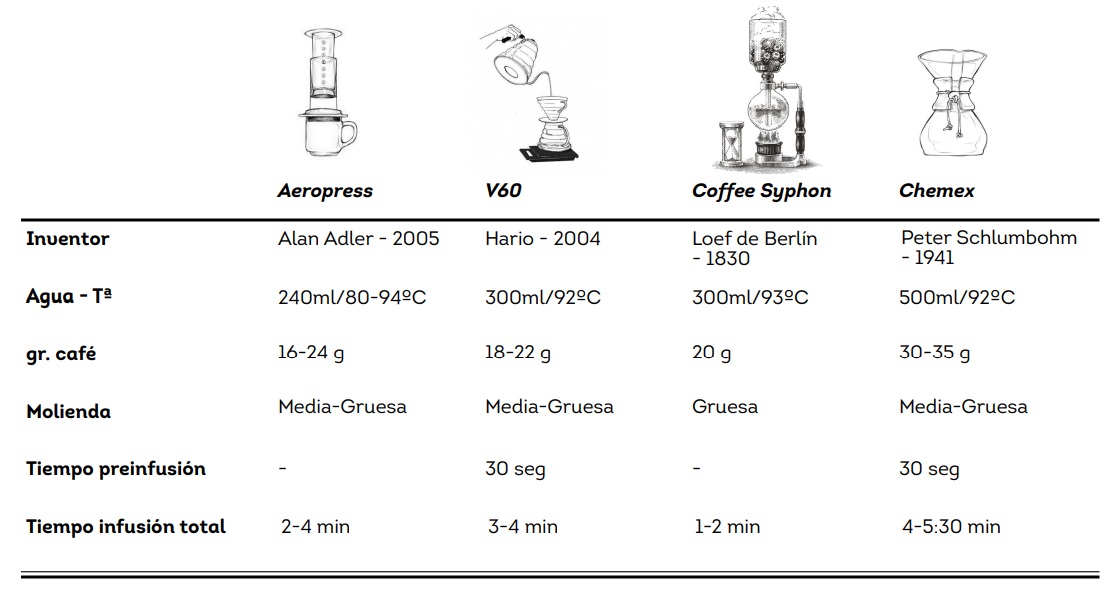 Aeropress V60 Coffee Syphon Chemex
Inventor Alan Adler - 2005 Hario - 2004 Loef de Berlín Peter Schlumbohm
- 1830 - 1941
Agua - Tª 240ml/80-94ºC 300ml/92ºC 300ml/93ºC 500ml/92ºC
gr. café 16-24 g 18-22 g 20 g 30-35 g
Molienda Media-Gruesa Media-Gruesa Gruesa Media-Gruesa
Tiempo preinfusión - 30 seg - 30 seg
Tiempo infusión total 2-4 min 3-4 min 1-2 min 4-5:30 min